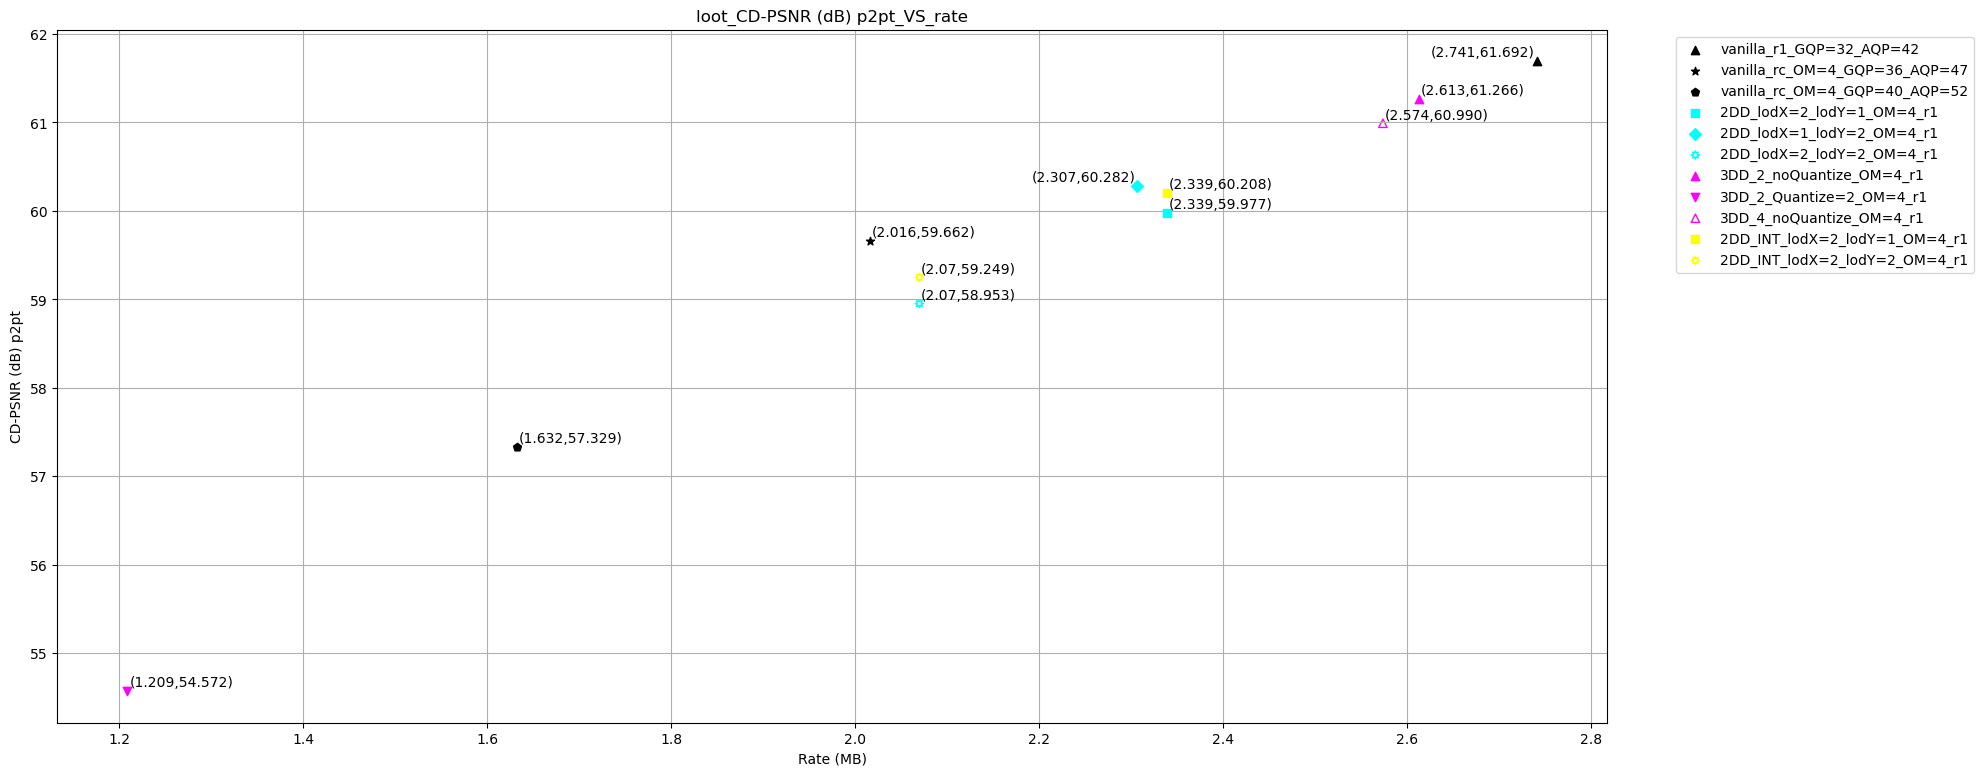 loot_CD-PSNR (dB) p2pt_VS_rate
62
61
60
59
58
57
56
55
CD-PSNR (dB) p2pt
(2.741,61.692)
(2.613,61.266)
(2.574,60.990)
(2.307,60.282)
(2.339,60.208)
(2.339,59.977)
(2.016,59.662)
(2.07,59.249)
(2.07,58.953)
(1.632,57.329)
(1.209,54.572)
1.2
1.4
1.6
1.8
2.0
2.2
2.4
2.6
2.8
Rate (MB)
vanilla_r1_GQP=32_AQP=42
vanilla_rc_OM=4_GQP=36_AQP=47
vanilla_rc_OM=4_GQP=40_AQP=52
2DD_lodX=2_lodY=1_OM=4_r1
2DD_lodX=1_lodY=2_OM=4_r1
2DD_lodX=2_lodY=2_OM=4_r1
3DD_2_noQuantize_OM=4_r1
3DD_2_Quantize=2_OM=4_r1
3DD_4_noQuantize_OM=4_r1
2DD_INT_lodX=2_lodY=1_OM=4_r1
2DD_INT_lodX=2_lodY=2_OM=4_r1